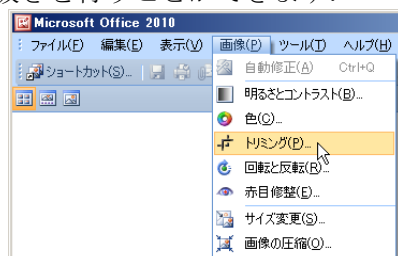 Microsoft Office 2010
ファイル(F) 編集(E) 表示(V) 画像(P) ツール(T) ヘルプ(H)
ショートカット(S)...
自動修正(A) Ctrl+Q
明るさとコントラスト(B)...
色(C)...
トリミング(P)...
回転と反転(R)...
赤目修整(E)...
サイズ変更(S)...
画像の圧縮(O)...